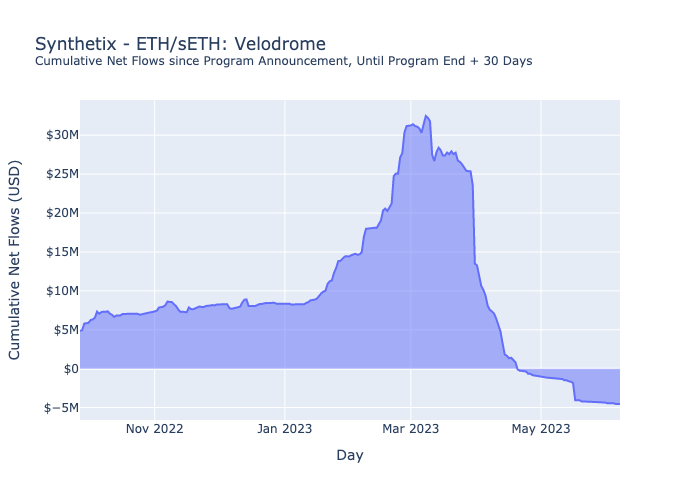 Synthetix - ETH/sETH: Velodrome
Cumulative Net Flows since Program Announcement, Until Program End + 30 Days
Cumulative Net Flows (USD)
$30M
$25M
$20M
$15M
$10M
$5M
$0
$−5M
Nov 2022
Jan 2023
Mar 2023
May 2023
Day